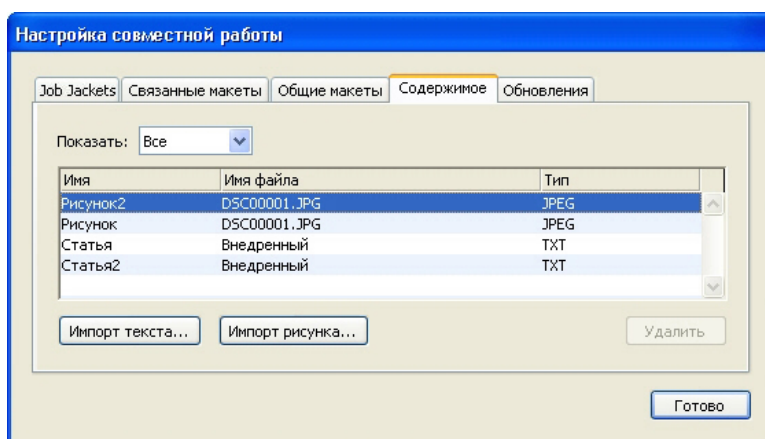 Настройка совместной работы
Job Jackets Связанные макеты Общие макеты Содержимое Обновления
Показать: Все
Имя Имя файла Тип
Рисунок2 DSC00001.JPG JPEG
Рисунок DSC00001.JPG JPEG
Статья Внедренный TXT
Статья2 Внедренный TXT
Импорт текста... Импорт рисунка... Удалить
Готово